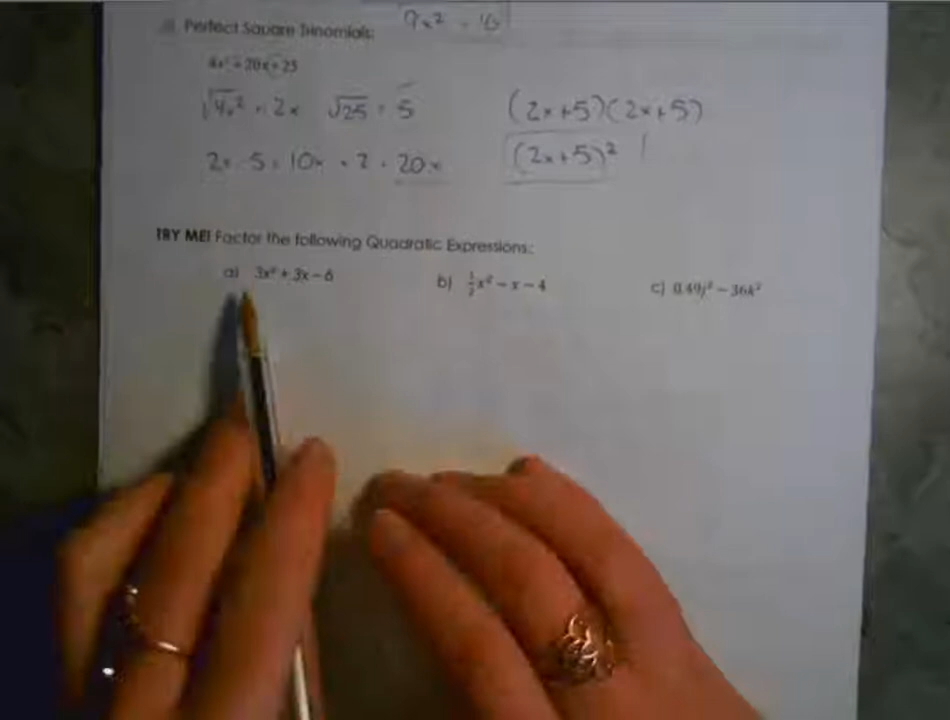 9x² - 16
Perfect Square Trinomials:
4x² + 20x + 25
√4x² = 2x √25 = 5 (2x+5)(2x+5)
2x · 5 = 10x · 2 = 20x (2x+5)²
TRY ME! Factor the following Quadratic Expressions:
a) 3x² + 3x - 6 b) ½x² - x - 4 c) 0.49j² - 36k²